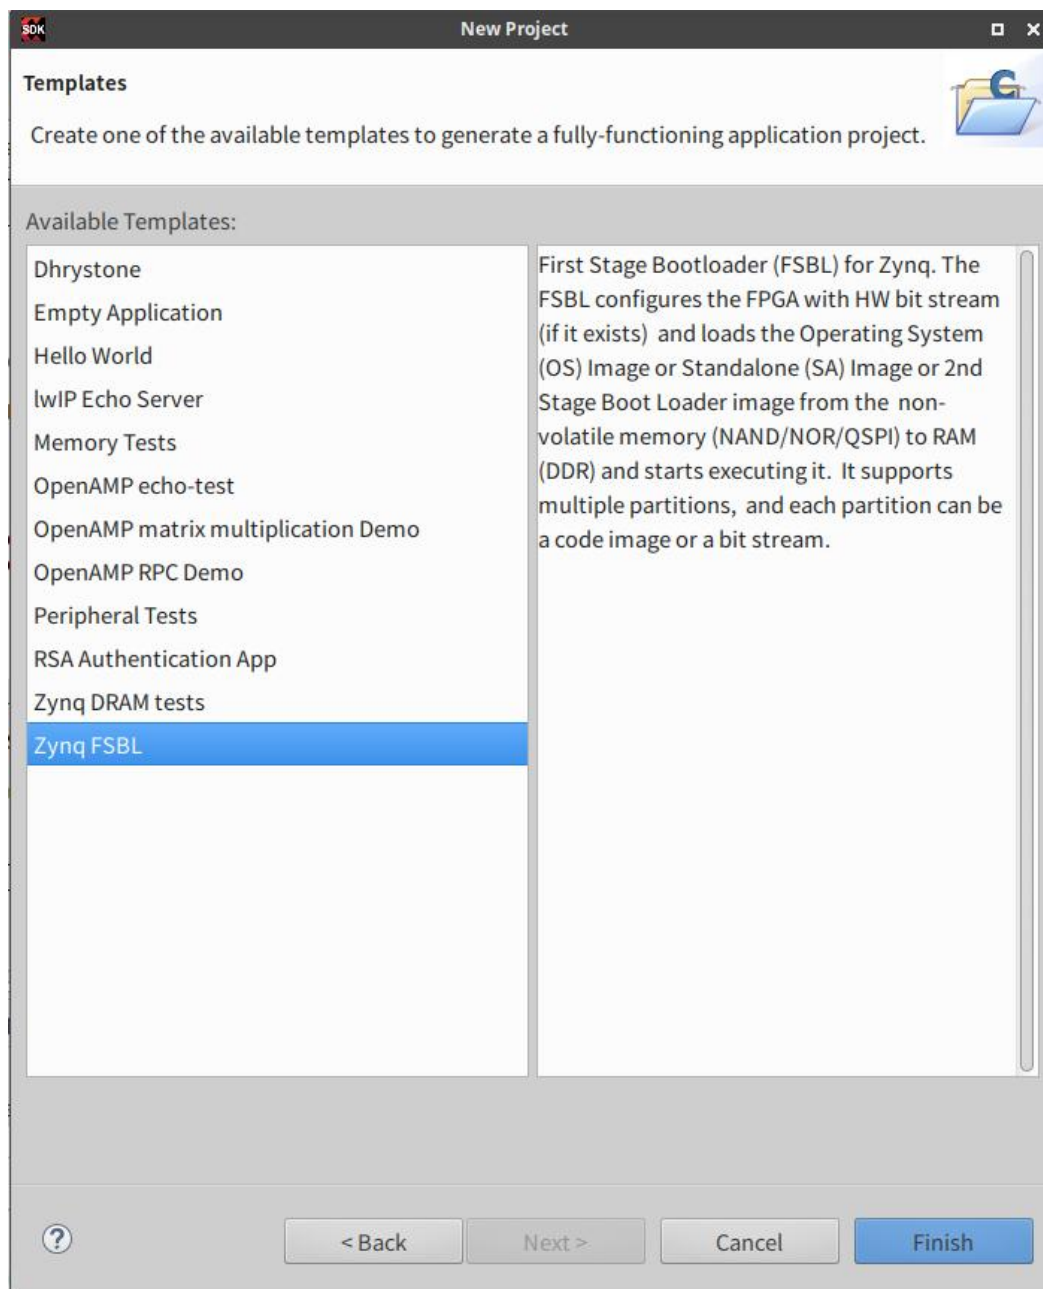 SDK
New Project
Templates
Create one of the available templates to generate a fully-functioning application project.
Available Templates:
Dhrystone
Empty Application
Hello World
lwIP Echo Server
Memory Tests
OpenAMP echo-test
OpenAMP matrix multiplication Demo
OpenAMP RPC Demo
Peripheral Tests
RSA Authentication App
Zynq DRAM tests
Zynq FSBL
First Stage Bootloader (FSBL) for Zynq. The
FSBL configures the FPGA with HW bit stream
(if it exists)  and loads the Operating System
(OS) Image or Standalone (SA) Image or 2nd
Stage Boot Loader image from the  non-
volatile memory (NAND/NOR/QSPI) to RAM
(DDR) and starts executing it.  It supports
multiple partitions,  and each partition can be
a code image or a bit stream.
?
< Back
Next >
Cancel
Finish